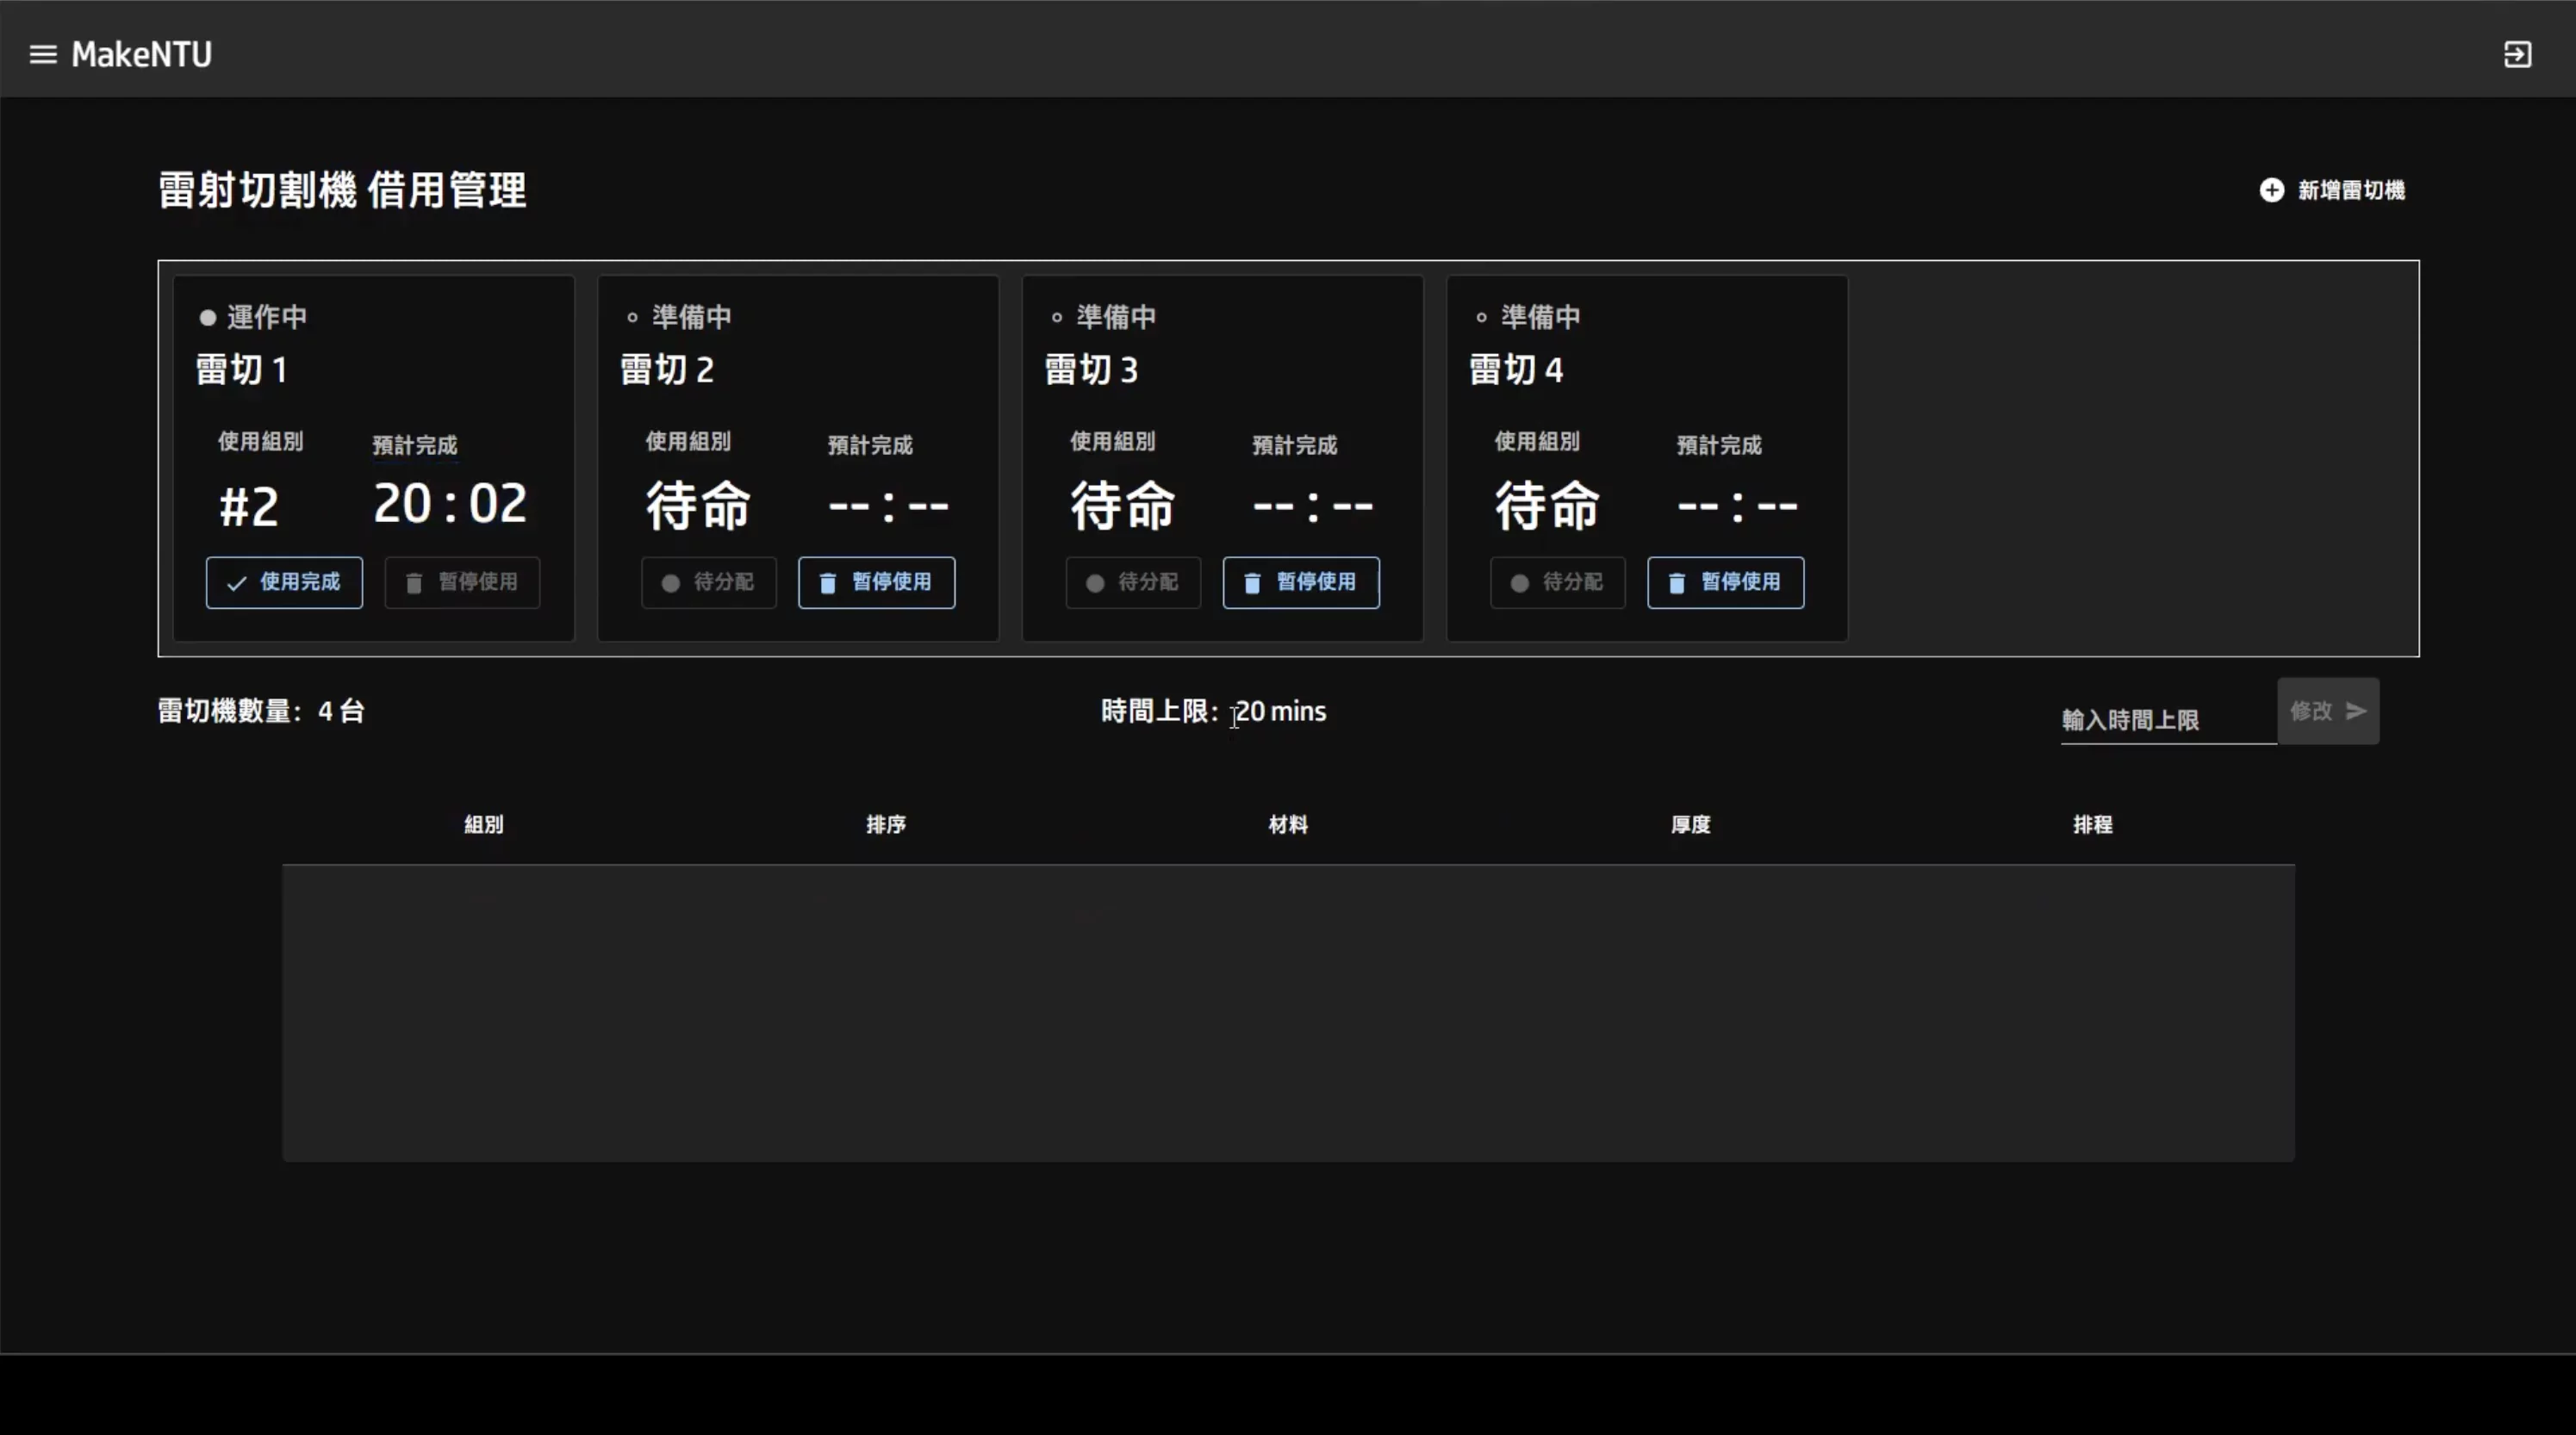 MakeNTU
雷射切割機 借用管理
新增雷切機
運作中
雷切 1
使用組別 預計完成
#2 20 : 02
使用完成 暫停使用
準備中
雷切 2
使用組別 預計完成
待命 -- : --
待分配 暫停使用
準備中
雷切 3
使用組別 預計完成
待命 -- : --
待分配 暫停使用
準備中
雷切 4
使用組別 預計完成
待命 -- : --
待分配 暫停使用
雷切機數量：4 台
時間上限：20 mins
輸入時間上限
修改
組別 排序 材料 厚度 排程